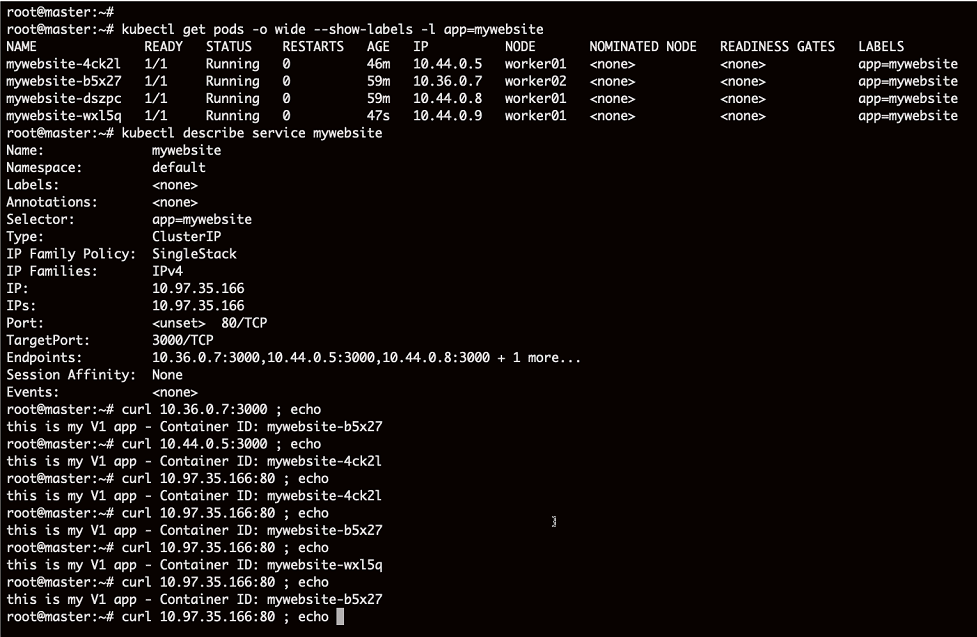 root@master:~#
root@master:~# kubectl get pods -o wide --show-labels -l app=mywebsite
NAME READY STATUS RESTARTS AGE IP NODE NOMINATED NODE READINESS GATES LABELS
mywebsite-4ck2l 1/1 Running 0 46m 10.44.0.5 worker01 <none> <none> app=mywebsite
mywebsite-b5x27 1/1 Running 0 59m 10.36.0.7 worker02 <none> <none> app=mywebsite
mywebsite-dszpc 1/1 Running 0 59m 10.44.0.8 worker01 <none> <none> app=mywebsite
mywebsite-wxl5q 1/1 Running 0 47s 10.44.0.9 worker01 <none> <none> app=mywebsite
root@master:~# kubectl describe service mywebsite
Name: mywebsite
Namespace: default
Labels: <none>
Annotations: <none>
Selector: app=mywebsite
Type: ClusterIP
IP Family Policy: SingleStack
IP Families: IPv4
IP: 10.97.35.166
IPs: 10.97.35.166
Port: <unset> 80/TCP
TargetPort: 3000/TCP
Endpoints: 10.36.0.7:3000,10.44.0.5:3000,10.44.0.8:3000 + 1 more...
Session Affinity: None
Events: <none>
root@master:~# curl 10.36.0.7:3000 ; echo
this is my V1 app - Container ID: mywebsite-b5x27
root@master:~# curl 10.44.0.5:3000 ; echo
this is my V1 app - Container ID: mywebsite-4ck2l
root@master:~# curl 10.97.35.166:80 ; echo
this is my V1 app - Container ID: mywebsite-4ck2l
root@master:~# curl 10.97.35.166:80 ; echo
this is my V1 app - Container ID: mywebsite-b5x27
root@master:~# curl 10.97.35.166:80 ; echo
this is my V1 app - Container ID: mywebsite-wxl5q
root@master:~# curl 10.97.35.166:80 ; echo
this is my V1 app - Container ID: mywebsite-b5x27
root@master:~# curl 10.97.35.166:80 ; echo